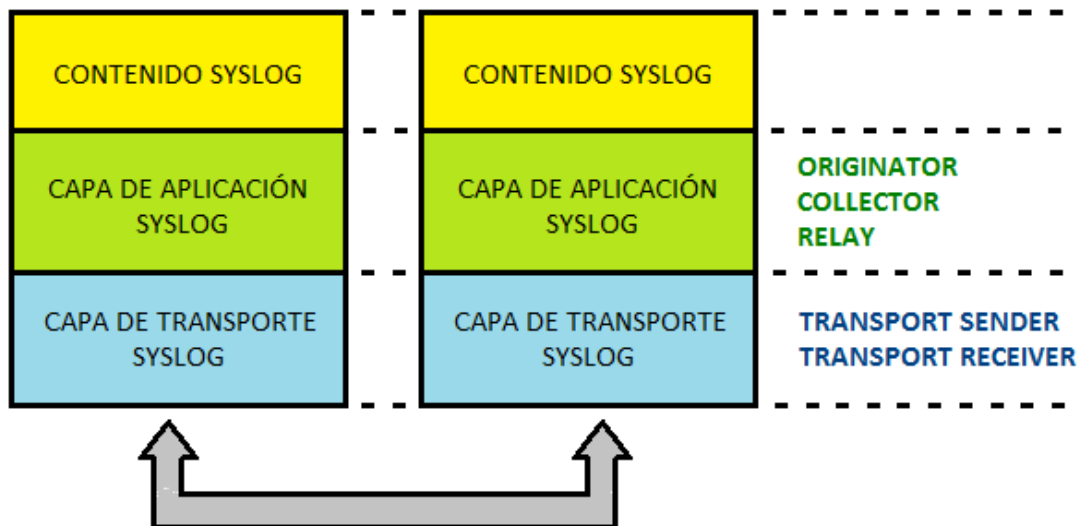 CONTENIDO SYSLOG
CONTENIDO SYSLOG
CAPA DE APLICACIÓN
SYSLOG
CAPA DE APLICACIÓN
SYSLOG
ORIGINATOR
COLLECTOR
RELAY
CAPA DE TRANSPORTE
SYSLOG
CAPA DE TRANSPORTE
SYSLOG
TRANSPORT SENDER
TRANSPORT RECEIVER